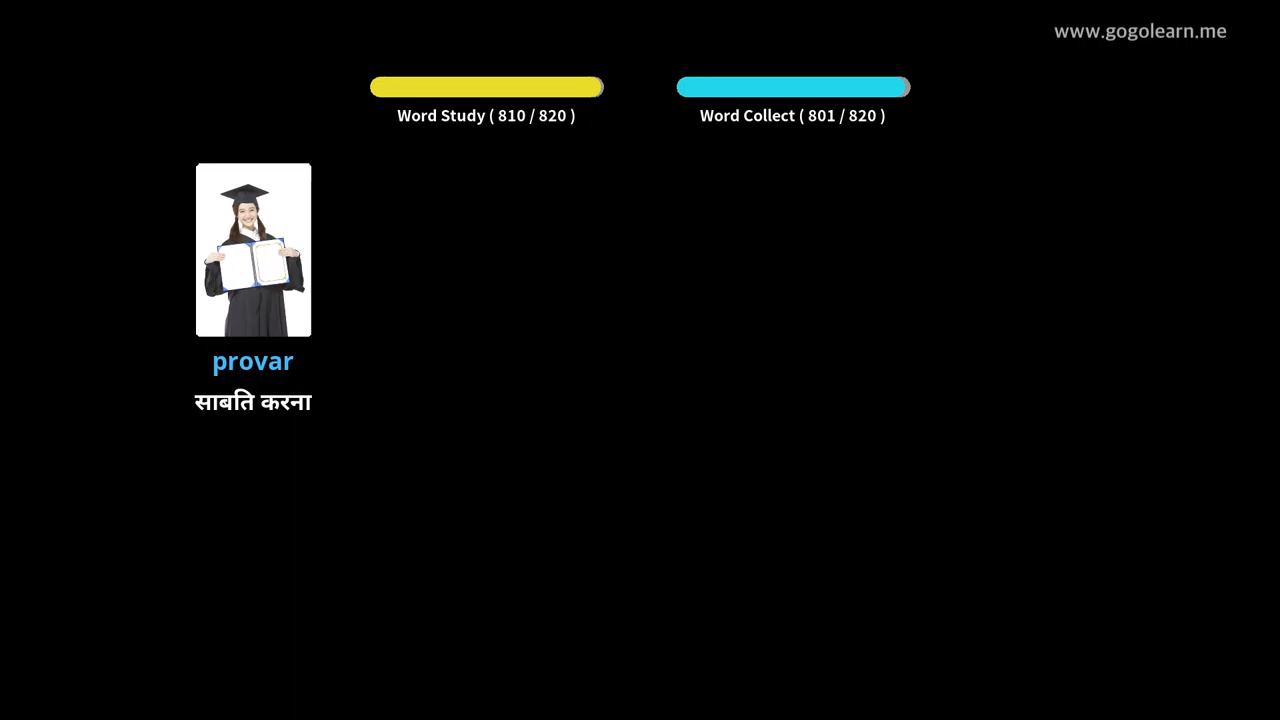 www.gogolearn.me
Word Study ( 810 / 820 )
Word Collect ( 801 / 820 )
provar
साबति करना